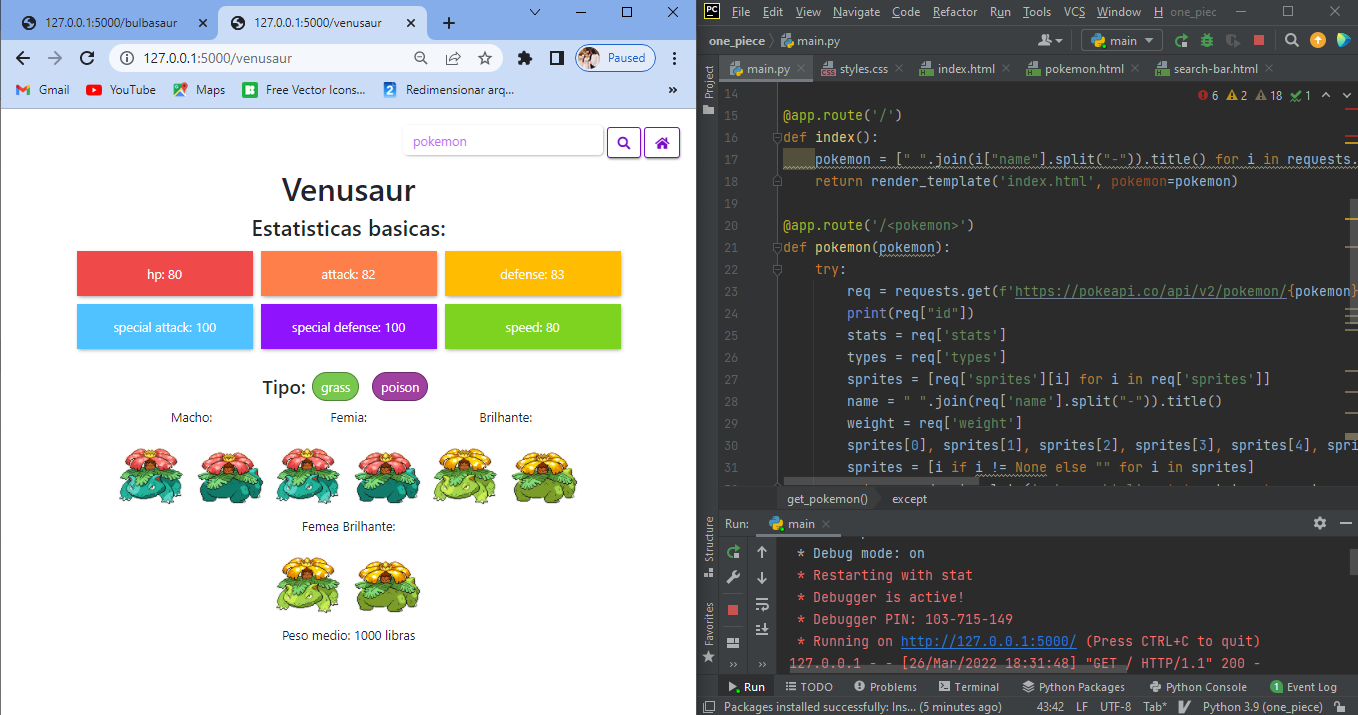 127.0.0.1:5000/bulbasaur
127.0.0.1:5000/venusaur
127.0.0.1:5000/venusaur
Paused
Gmail
YouTube
Maps
Free Vector Icons...
Redimensionar arq...
»
pokemon
Venusaur
Estatisticas basicas:
hp: 80
attack: 82
defense: 83
special attack: 100
special defense: 100
speed: 80
Tipo: grass poison
Macho:
Femia:
Brilhante:
Femea Brilhante:
Peso medio: 1000 libras
PC File Edit View Navigate Code Refactor Run Tools VCS Window H one_piec
one_piece main.py
main
main.py styles.css index.html pokemon.html search-bar.html
Project
6 2 18 1
14
15 @app.route('/')
16 def index():
17 pokemon = [" ".join(i["name"].split("-")).title() for i in requests.
18 return render_template('index.html', pokemon=pokemon)
19
20 @app.route('/<pokemon>')
21 def pokemon(pokemon):
22 try:
23 req = requests.get(f'https://pokeapi.co/api/v2/pokemon/{pokemon}
24 print(req["id"])
25 stats = req['stats']
26 types = req['types']
27 sprites = [req['sprites'][i] for i in req['sprites']]
28 name = " ".join(req['name'].split("-")).title()
29 weight = req['weight']
30 sprites[0], sprites[1], sprites[2], sprites[3], sprites[4], spri
31 sprites = [i if i != None else "" for i in sprites]
get_pokemon() except
Structure
Favorites
Run: main
* Debug mode: on
* Restarting with stat
* Debugger is active!
* Debugger PIN: 103-715-149
* Running on http://127.0.0.1:5000/ (Press CTRL+C to quit)
127.0.0.1 - - [26/Mar/2022 18:31:48] "GET / HTTP/1.1" 200 -
» »
Run TODO Problems Terminal Python Packages Python Console 1 Event Log
Packages installed successfully: Ins... (5 minutes ago) 43:42 LF UTF-8 Tab* Python 3.9 (one_piece)